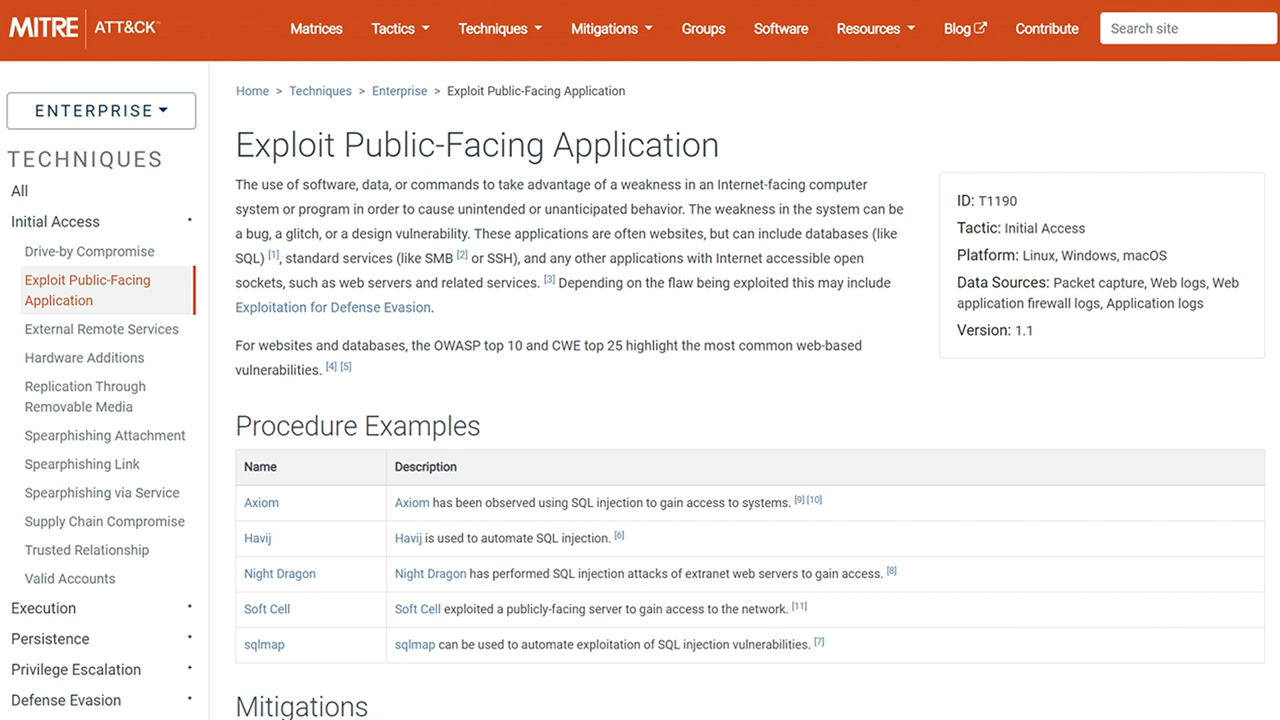 MITRE | ATT&CK™
Matrices
Tactics
Techniques
Mitigations
Groups
Software
Resources
Blog
Contribute
Search site
ENTERPRISE
TECHNIQUES
All
Initial Access
Drive-by Compromise
Exploit Public-Facing
Application
External Remote Services
Hardware Additions
Replication Through
Removable Media
Spearphishing Attachment
Spearphishing Link
Spearphishing via Service
Supply Chain Compromise
Trusted Relationship
Valid Accounts
Execution
Persistence
Privilege Escalation
Defense Evasion
Home > Techniques > Enterprise > Exploit Public-Facing Application
Exploit Public-Facing Application
The use of software, data, or commands to take advantage of a weakness in an Internet-facing computer
system or program in order to cause unintended or unanticipated behavior. The weakness in the system can be
a bug, a glitch, or a design vulnerability. These applications are often websites, but can include databases (like
SQL) [1], standard services (like SMB [2] or SSH), and any other applications with Internet accessible open
sockets, such as web servers and related services. [3] Depending on the flaw being exploited this may include
Exploitation for Defense Evasion.
For websites and databases, the OWASP top 10 and CWE top 25 highlight the most common web-based
vulnerabilities. [4] [5]
ID: T1190
Tactic: Initial Access
Platform: Linux, Windows, macOS
Data Sources: Packet capture, Web logs, Web
application firewall logs, Application logs
Version: 1.1
Procedure Examples
Name Description
Axiom Axiom has been observed using SQL injection to gain access to systems. [9] [10]
Havij Havij is used to automate SQL injection. [6]
Night Dragon Night Dragon has performed SQL injection attacks of extranet web servers to gain access. [8]
Soft Cell Soft Cell exploited a publicly-facing server to gain access to the network. [11]
sqlmap sqlmap can be used to automate exploitation of SQL injection vulnerabilities. [7]
Mitigations